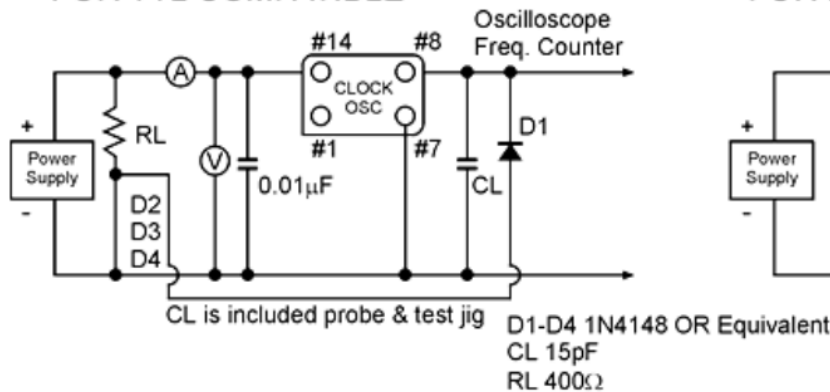 Oscilloscope
Freq. Counter
#14
#8
A
CLOCK
OSC
+
RL
D1
+
#1
#7
Power
Supply
V
Power
Supply
0.01µF
CL
-
D2
-
D3
D4
CL is included probe & test jig
D1-D4 1N4148 OR Equivalent
CL 15pF
RL 400Ω